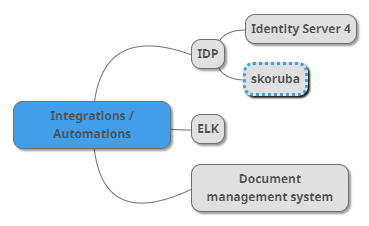 Identity Server 4
IDP
skoruba
Integrations /
Automations
ELK
Document
management system